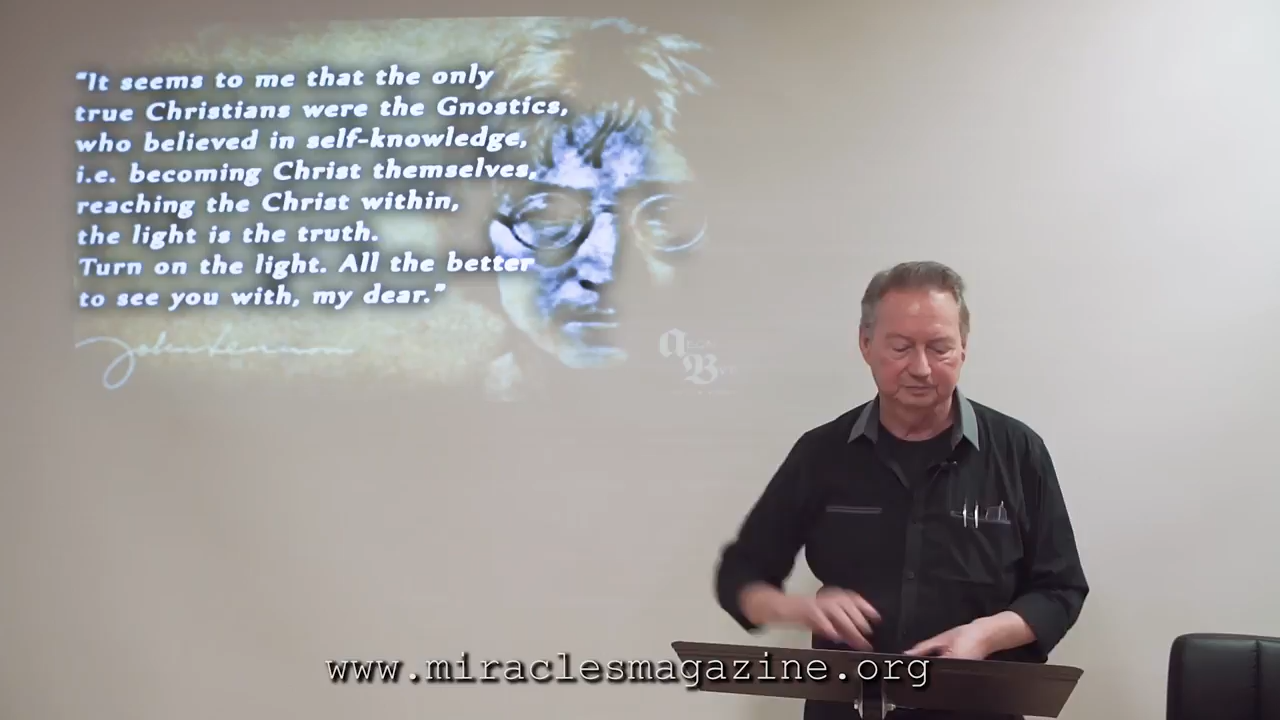 “It seems to me that the only
true Christians were the Gnostics,
who believed in self-knowledge,
i.e. becoming Christ themselves,
reaching the Christ within,
the light is the truth.
Turn on the light. All the better
to see you with, my dear.”
John Lennon
www.miraclesmagazine.org